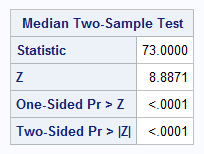 Median Two-Sample Test
Statistic 73.0000
Z 8.8871
One-Sided Pr > Z <.0001
Two-Sided Pr > |Z| <.0001